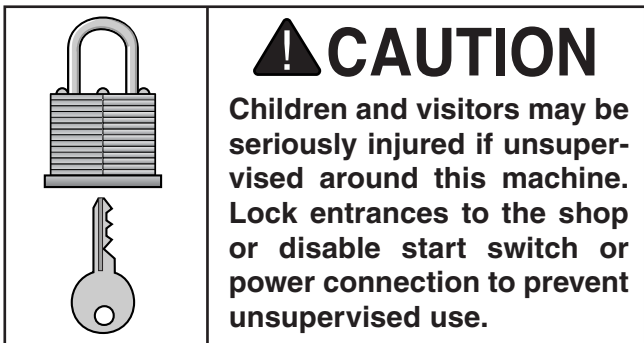 CAUTION
Children and visitors may be
seriously injured if unsuper-
vised around this machine.
Lock entrances to the shop
or disable start switch or
power connection to prevent
unsupervised use.